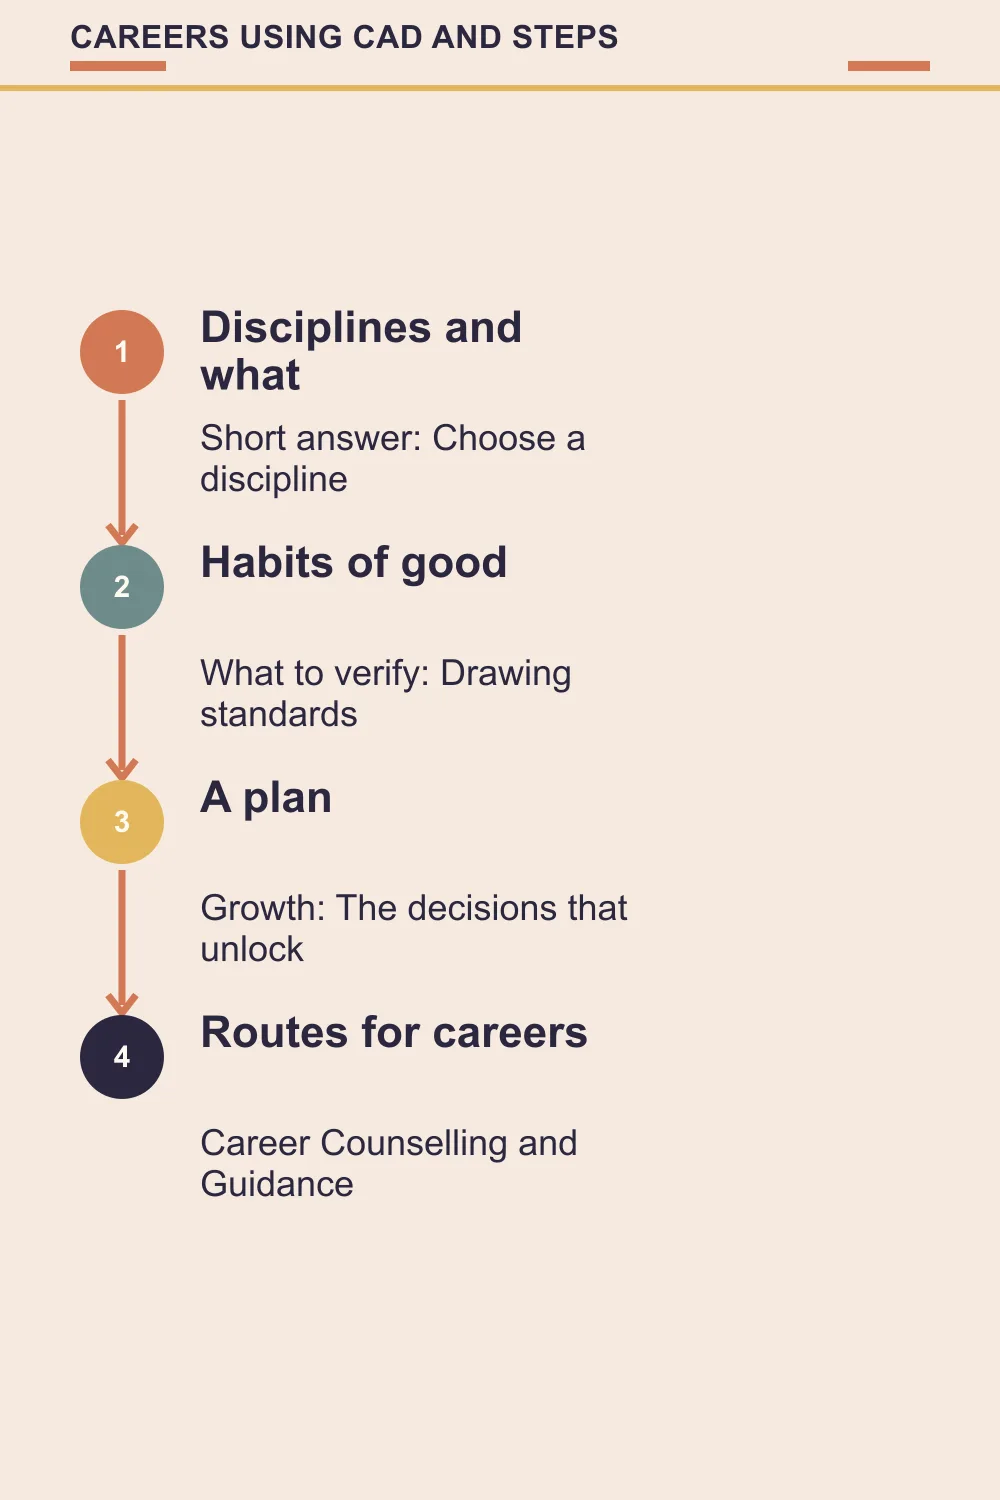 CAREERS USING CAD AND STEPS
1
Disciplines and
what
Short answer: Choose a
discipline
2
Habits of good
What to verify: Drawing
standards
3
A plan
Growth: The decisions that
unlock
4
Routes for careers
Career Counselling and
Guidance